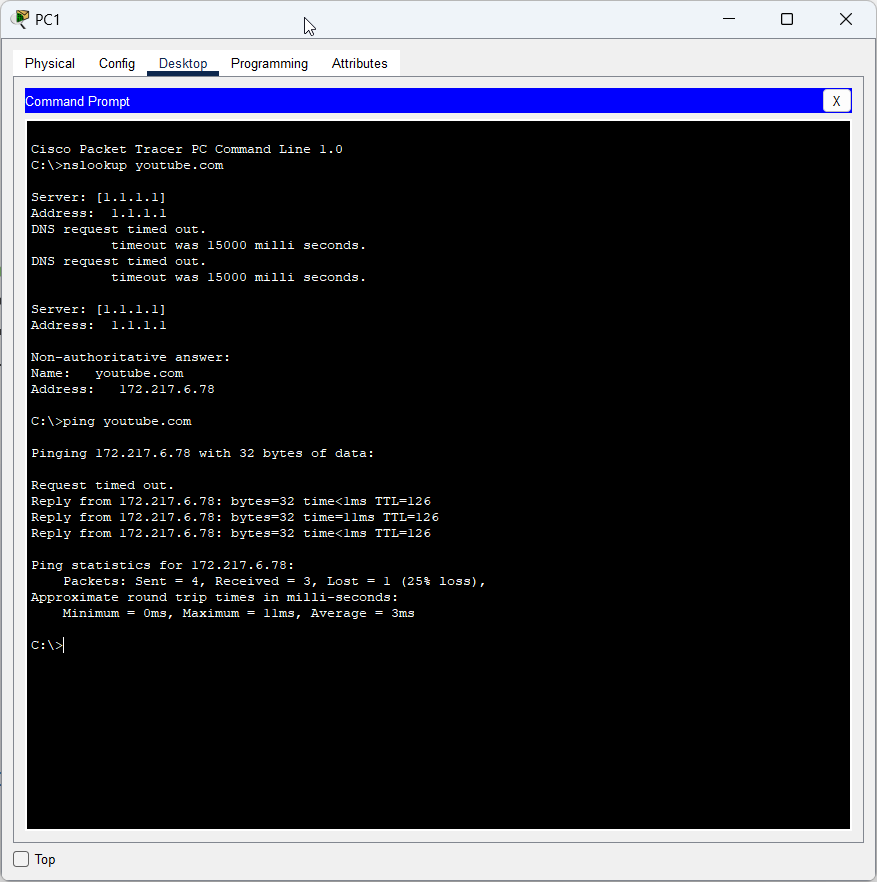 PC1
Physical Config Desktop Programming Attributes
Command Prompt X
Cisco Packet Tracer PC Command Line 1.0
C:\>nslookup youtube.com
Server: [1.1.1.1]
Address:  1.1.1.1
DNS request timed out.
          timeout was 15000 milli seconds.
DNS request timed out.
          timeout was 15000 milli seconds.
Server: [1.1.1.1]
Address:  1.1.1.1
Non-authoritative answer:
Name:   youtube.com
Address:   172.217.6.78
C:\>ping youtube.com
Pinging 172.217.6.78 with 32 bytes of data:
Request timed out.
Reply from 172.217.6.78: bytes=32 time<1ms TTL=126
Reply from 172.217.6.78: bytes=32 time=11ms TTL=126
Reply from 172.217.6.78: bytes=32 time<1ms TTL=126
Ping statistics for 172.217.6.78:
    Packets: Sent = 4, Received = 3, Lost = 1 (25% loss),
Approximate round trip times in milli-seconds:
    Minimum = 0ms, Maximum = 11ms, Average = 3ms
C:\>
Top